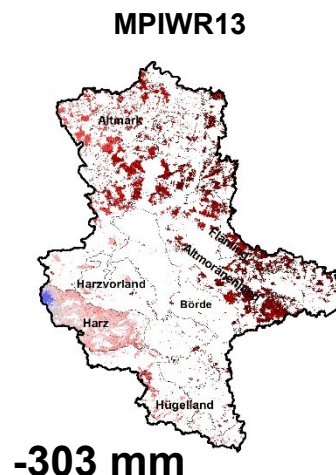 MPIWR13
Altmark
Fläming
Altmoränenland
Harzvorland
Börde
Harz
Hügelland
-303 mm